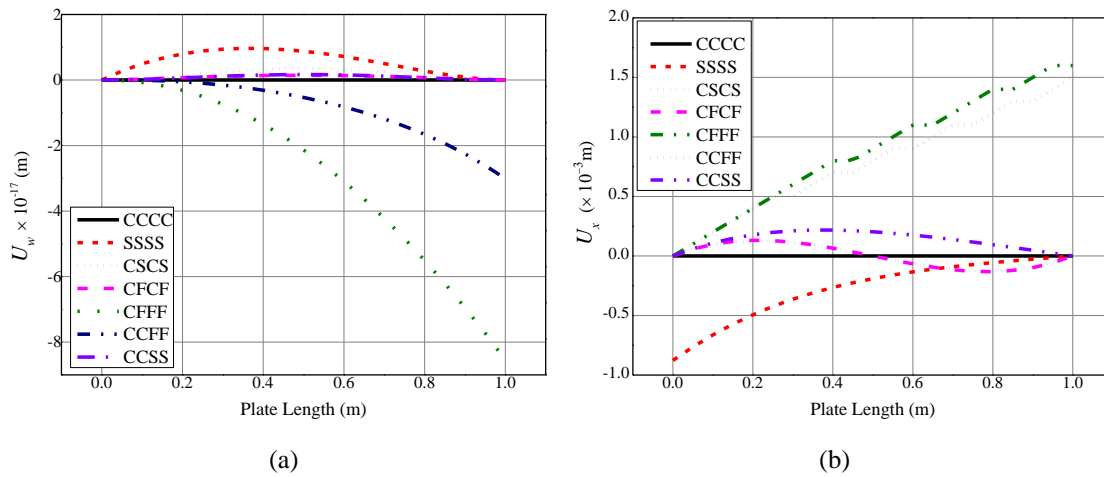 2
0
-2
-4
-6
-8
U_w × 10^-17 (m)
CCCC
SSSS
CSCS
CFCF
CFFF
CCFF
CCSS
0.0 0.2 0.4 0.6 0.8 1.0
Plate Length (m)
(a)
2.0
1.5
1.0
0.5
0.0
-0.5
-1.0
U_x (× 10^-3 m)
CCCC
SSSS
CSCS
CFCF
CFFF
CCFF
CCSS
0.0 0.2 0.4 0.6 0.8 1.0
Plate Length (m)
(b)